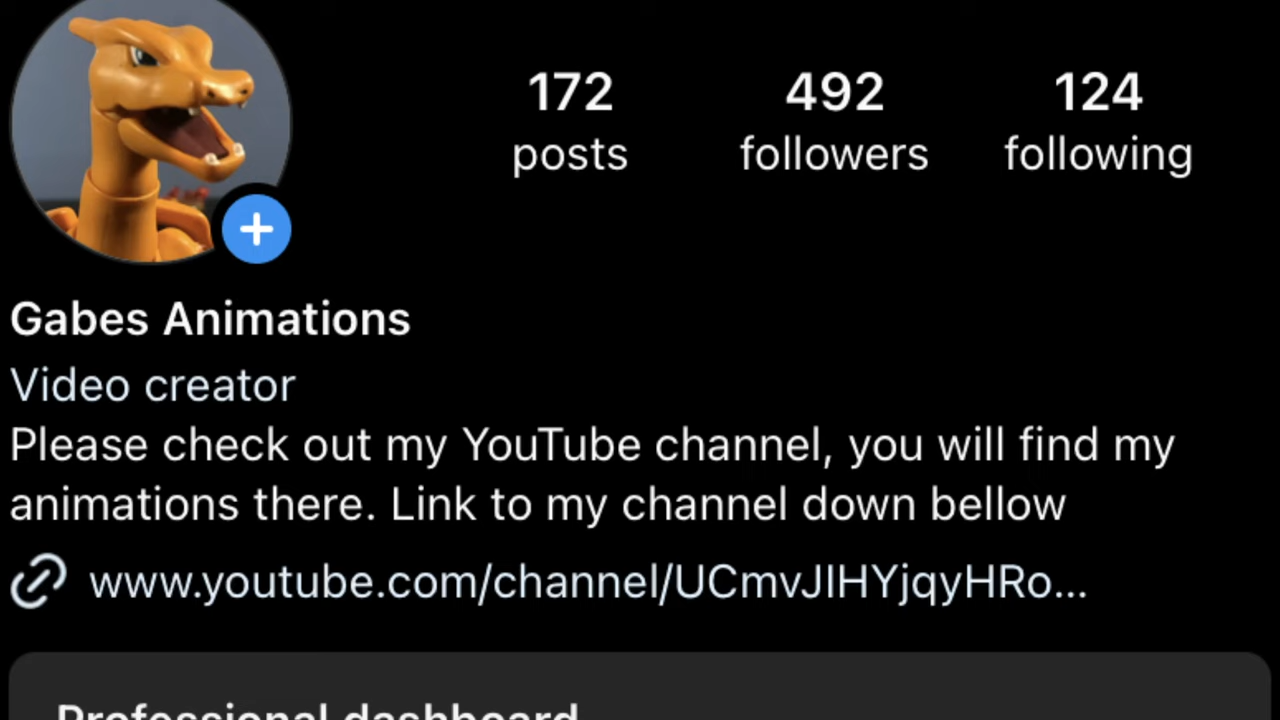 172 492 124
posts followers following
Gabes Animations
Video creator
Please check out my YouTube channel, you will find my
animations there. Link to my channel down bellow
www.youtube.com/channel/UCmvJIHYjqyHRo...
Professional dashboard